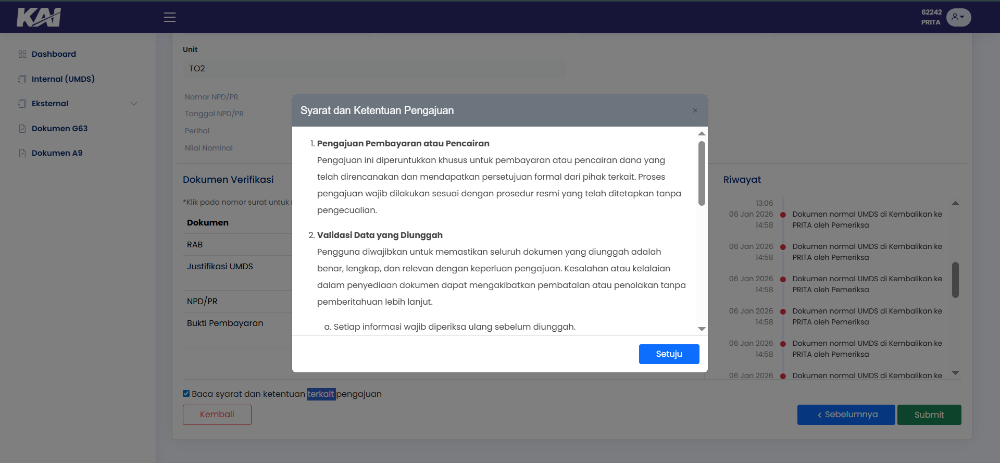 KAI
62242
PRITA
Dashboard
Internal (UMDS)
Eksternal
Dokumen G63
Dokumen A9
Unit
TO2
Nomor NPD/PR
Tanggal NPD/PR
Perihal
Nilai Nominal
Dokumen Verifikasi
*Klik pada nomor surat untuk
Dokumen
RAB
Justifikasi UMDS
NPD/PR
Bukti Pembayaran
Syarat dan Ketentuan Pengajuan
×
1. Pengajuan Pembayaran atau Pencairan
Pengajuan ini diperuntukkan khusus untuk pembayaran atau pencairan dana yang
telah direncanakan dan mendapatkan persetujuan formal dari pihak terkait. Proses
pengajuan wajib dilakukan sesuai dengan prosedur resmi yang telah ditetapkan tanpa
pengecualian.
2. Validasi Data yang Diunggah
Pengguna diwajibkan untuk memastikan seluruh dokumen yang diunggah adalah
benar, lengkap, dan relevan dengan keperluan pengajuan. Kesalahan atau kelalaian
dalam penyediaan dokumen dapat mengakibatkan pembatalan atau penolakan tanpa
pemberitahuan lebih lanjut.
a. Setiap informasi wajib diperiksa ulang sebelum diunggah.
Setuju
Riwayat
13:06
06 Jan 2026 Dokumen normal UMDS di Kembalikan ke
14:58 PRITA oleh Pemeriksa
06 Jan 2026 Dokumen normal UMDS di Kembalikan ke
14:58 PRITA oleh Pemeriksa
06 Jan 2026 Dokumen normal UMDS di Kembalikan ke
14:58 PRITA oleh Pemeriksa
06 Jan 2026 Dokumen normal UMDS di Kembalikan ke
14:58 PRITA oleh Pemeriksa
06 Jan 2026 Dokumen normal UMDS di Kembalikan ke
14:58 PRITA oleh Pemeriksa
06 Jan 2026 Dokumen normal UMDS di Kembalikan ke
Baca syarat dan ketentuan terkait pengajuan
Kembali
‹ Sebelumnya
Submit